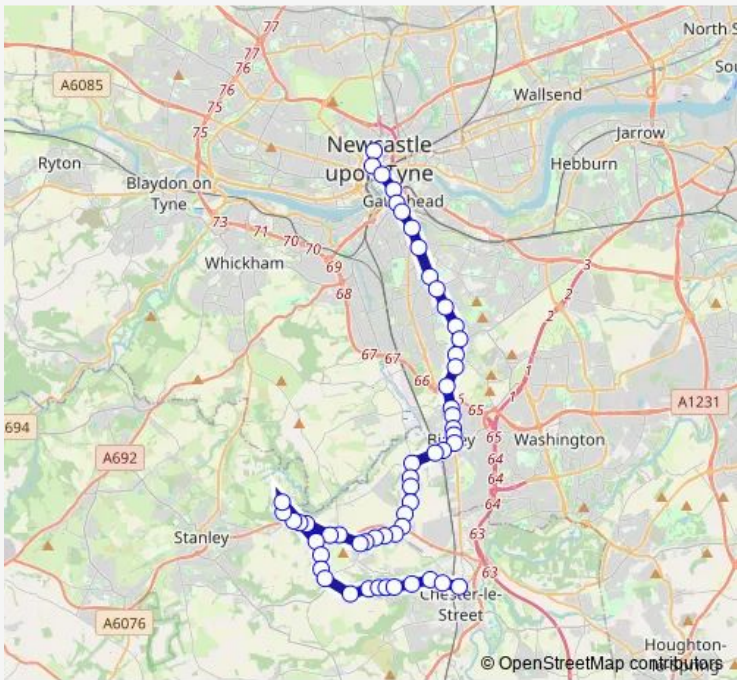 77
77
North S
76
76
A6085
75
Wallsend
75
Newcastle
Jarrow
Ryton
upon Tyne
Hebburn
Blaydon on
Tyne
73
71
70
70
Whickham
69
3
68
2
2
67
67
1
66
1
65
A1231
694
65
Washington
A692
64
64
64
Stanley
63
63
Chester-le-
Street
A6076
Houghton-
le-Spring
© OpenStreetMap contributors